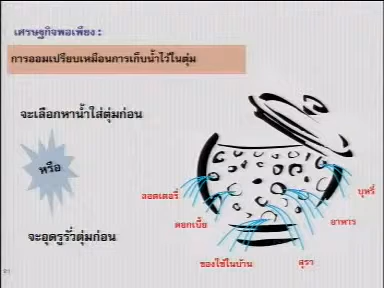 เศรษฐกิจพอเพียง :
การออมเปรียบเหมือนการเก็บน้ำไว้ในตุ่ม
จะเลือกหาน้ำใส่ตุ่มก่อน
หรือ
จะอุดรูรั่วตุ่มก่อน
ลอตเตอรี่
ดอกเบี้ย
ของใช้ในบ้าน
สุรา
อาหาร
บุหรี่